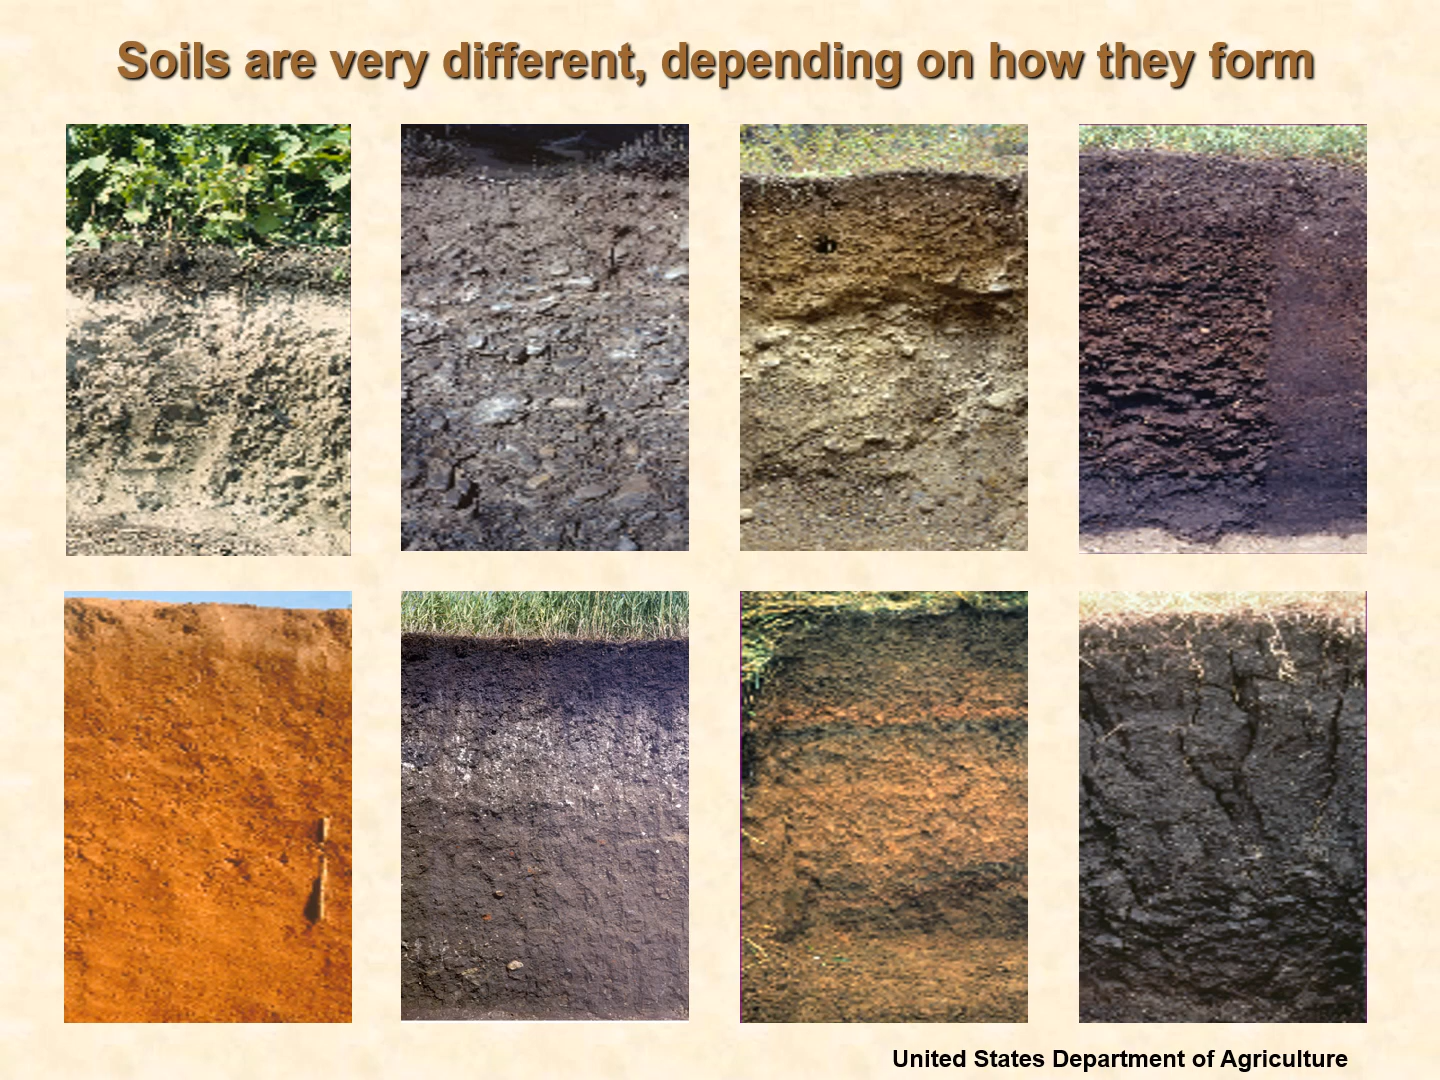 Soils are very different, depending on how they form
United States Department of Agriculture